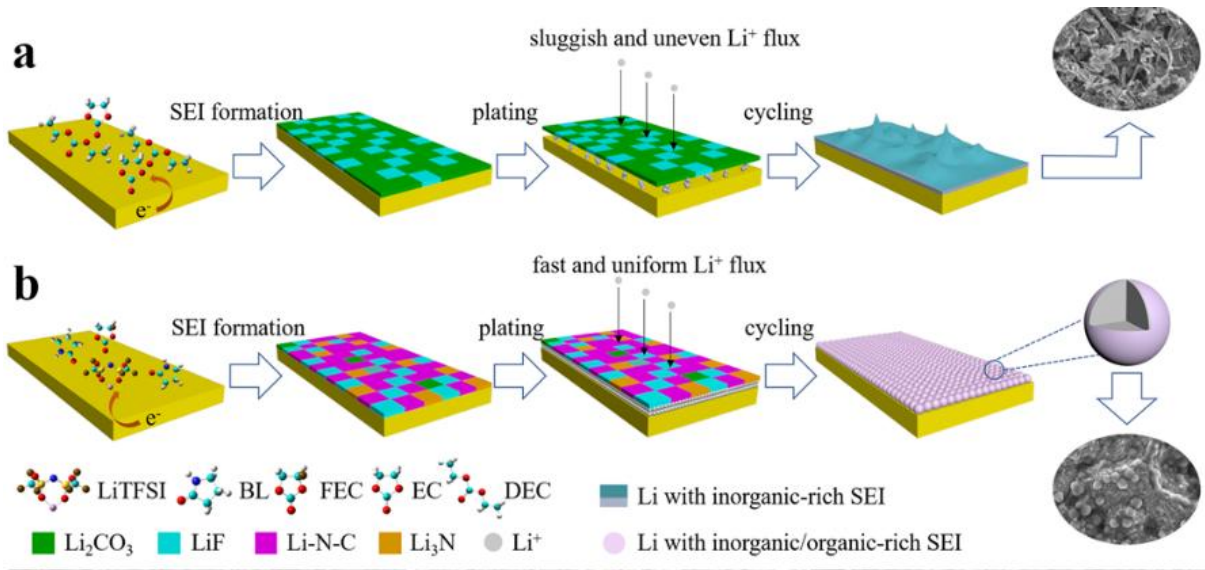 a
sluggish and uneven Li⁺ flux
SEI formation
plating
cycling
e⁻
b
fast and uniform Li⁺ flux
SEI formation
plating
cycling
e⁻
LiTFSI BL FEC EC DEC
Li with inorganic-rich SEI
Li₂CO₃ LiF Li-N-C Li₃N Li⁺
Li with inorganic/organic-rich SEI